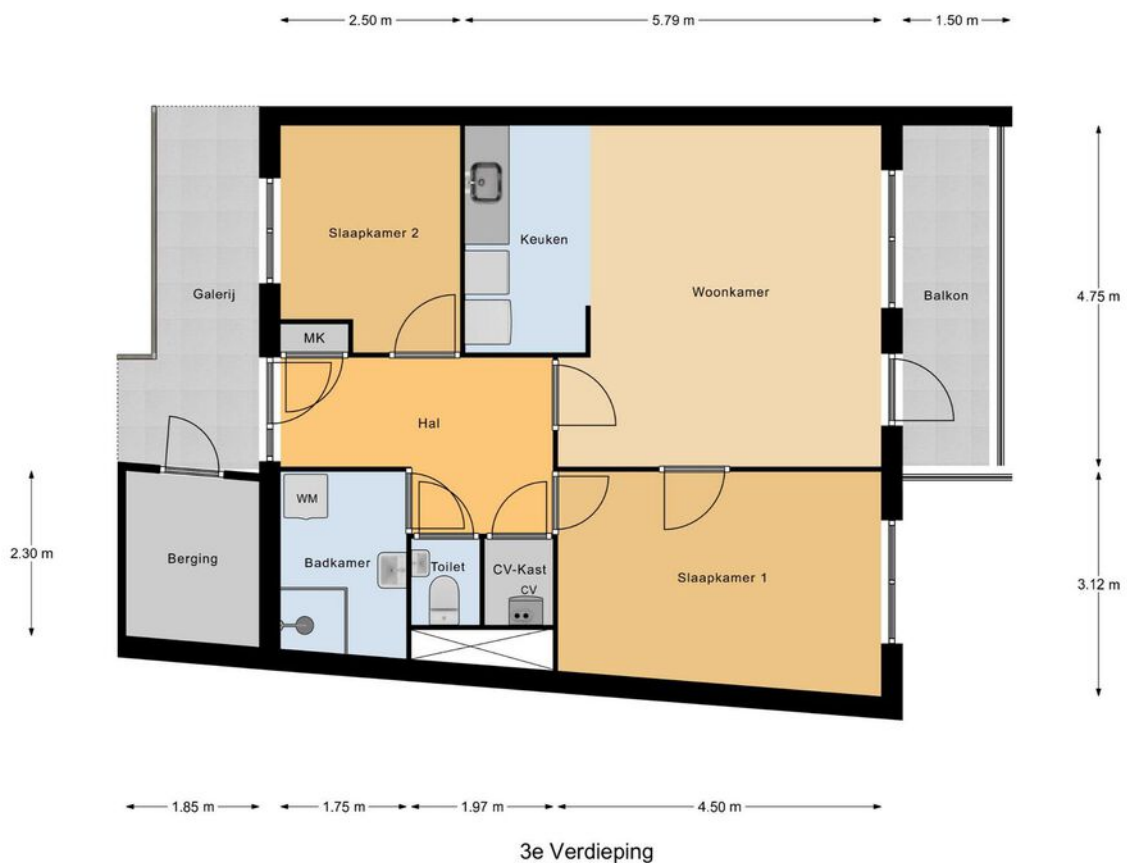 2.50 m
5.79 m
1.50 m
Slaapkamer 2
Keuken
Woonkamer
Galerij
Balkon
4.75 m
MK
Hal
WM
2.30 m
Berging
Badkamer
Toilet
CV-Kast
CV
Slaapkamer 1
3.12 m
1.85 m
1.75 m
1.97 m
4.50 m
3e Verdieping